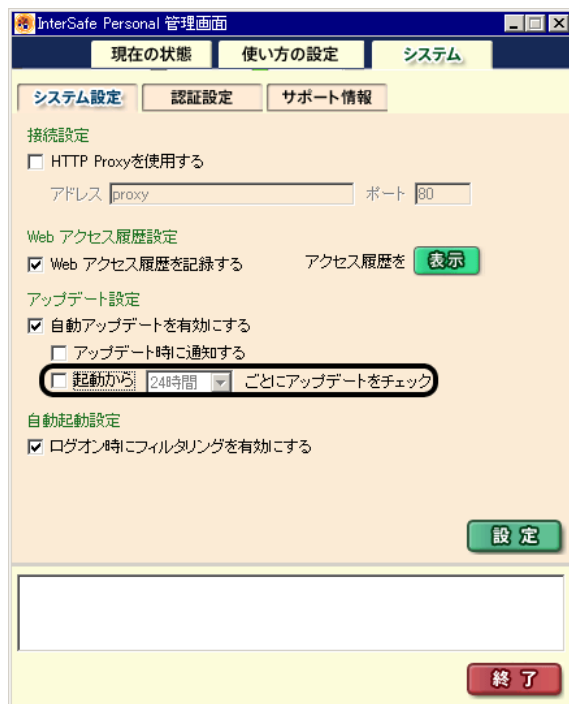 InterSafe Personal 管理画面
現在の状態 使い方の設定 システム
システム設定 認証設定 サポート情報
接続設定
HTTP Proxyを使用する
アドレス proxy ポート 80
Web アクセス履歴設定
Web アクセス履歴を記録する アクセス履歴を 表示
アップデート設定
自動アップデートを有効にする
アップデート時に通知する
起動から 24時間 ごとにアップデートをチェック
自動起動設定
ログオン時にフィルタリングを有効にする
設定
終了